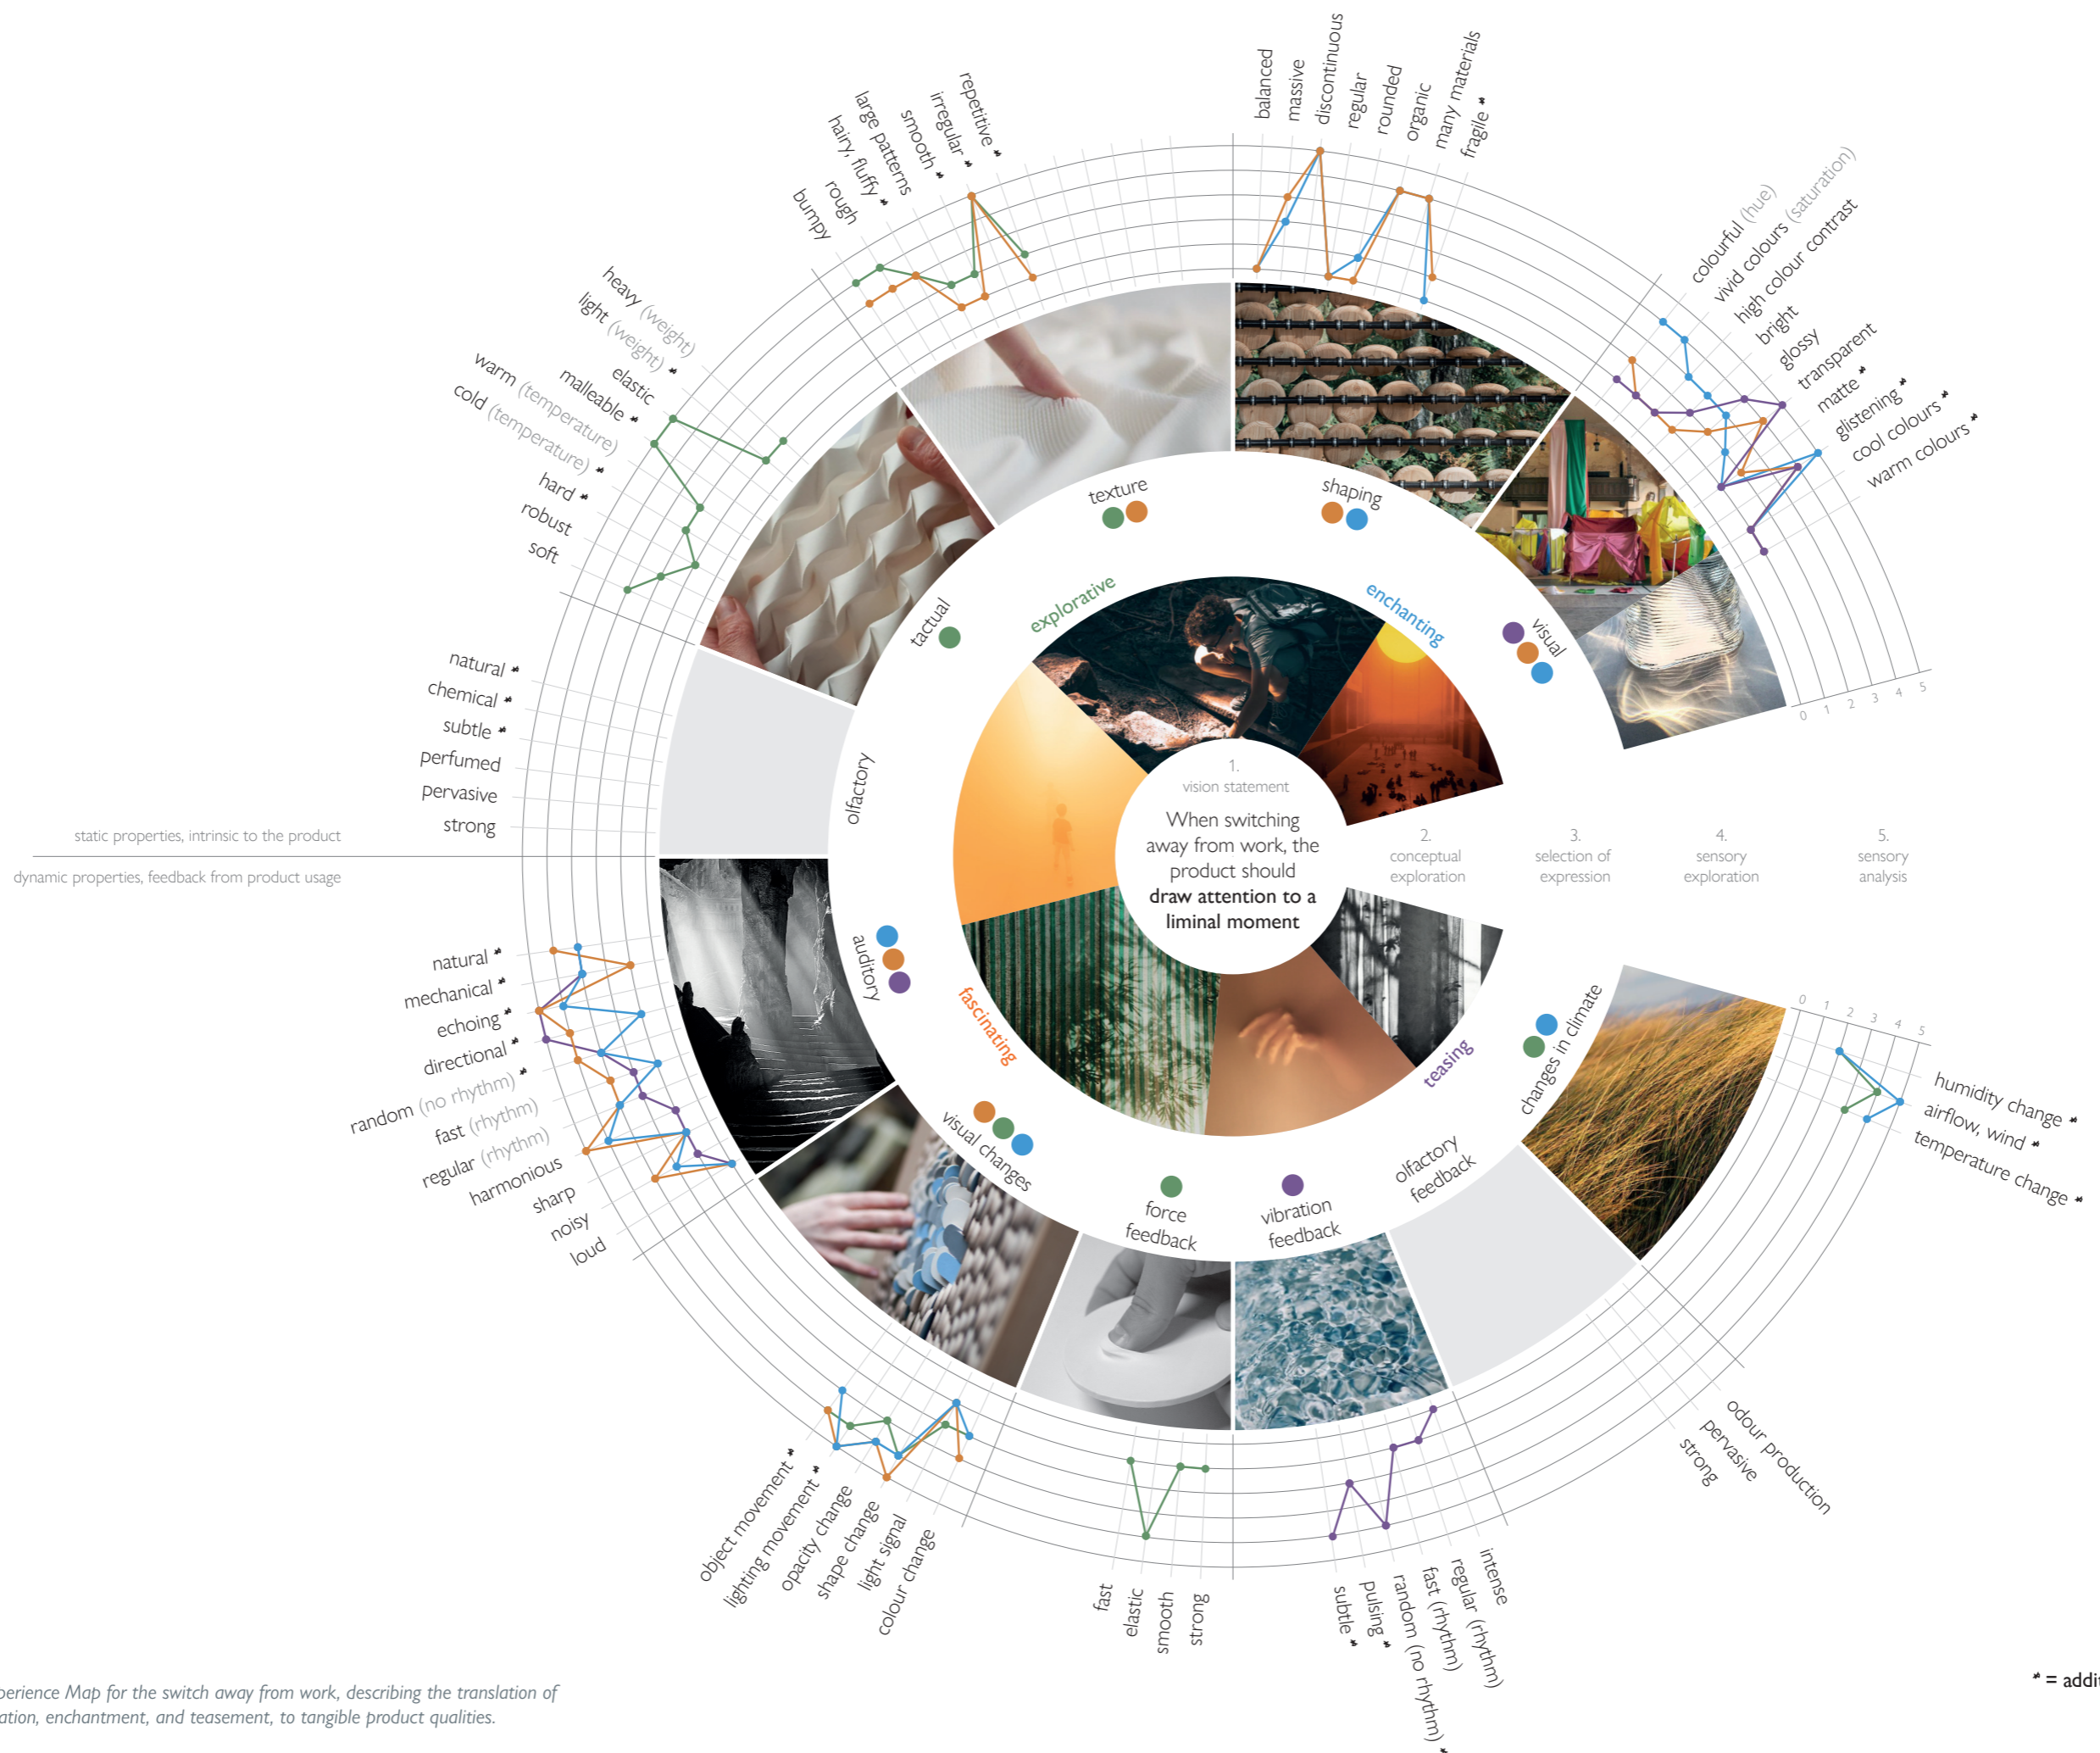 balanced
massive
discontinuous
regular
rounded
organic
many materials
fragile *
colourful (hue)
vivid colours (saturation)
high colour contrast
bright
glossy
transparent
matte *
glistening *
cool colours *
warm colours *
repetitive *
irregular *
smooth *
large patterns
hairy, fluffy *
rough
bumpy
heavy (weight)
light (weight) *
elastic
malleable *
warm (temperature)
cold (temperature) *
hard *
robust
soft
natural *
chemical *
subtle *
perfumed
pervasive
strong
static properties, intrinsic to the product
dynamic properties, feedback from product usage
natural *
mechanical *
echoing *
directional *
random (no rhythm) *
fast (rhythm)
regular (rhythm)
harmonious
sharp
noisy
loud
object movement *
lighting movement *
opacity change
shape change
light signal
colour change
fast
elastic
smooth
strong
subtle *
pulsing *
random (no rhythm) *
fast (rhythm)
regular (rhythm)
intense
strong
pervasive
odour production
humidity change *
airflow, wind *
temperature change *
0 1 2 3 4 5
0 1 2 3 4 5
texture
shaping
visual
tactual
olfactory
auditory
visual changes
force
feedback
vibration
feedback
olfactory
feedback
changes in climate
explorative
enchanting
fascinating
teasing
1.
vision statement
When switching
away from work, the
product should
draw attention to a
liminal moment
2.
conceptual
exploration
3.
selection of
expression
4.
sensory
exploration
5.
sensory
analysis
perience Map for the switch away from work, describing the translation of
ation, enchantment, and teasement, to tangible product qualities.
* = addit